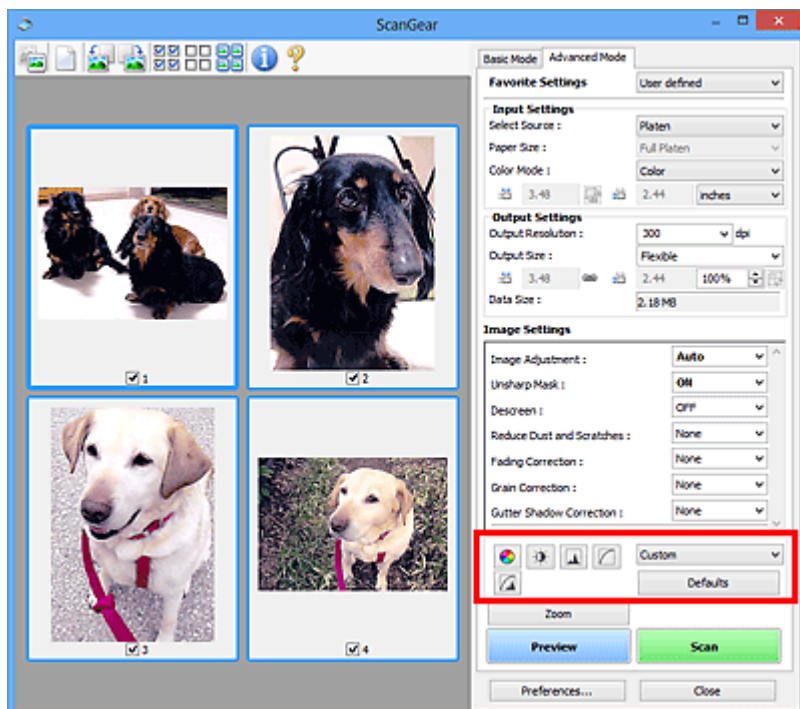 ScanGear
Basic Mode Advanced Mode
Favorite Settings User defined
Input Settings
Select Source : Platen
Paper Size : Full Platen
Color Mode : Color
3.48 2.44 inches
Output Settings
Output Resolution : 300 dpi
Output Size : Flexible
3.48 2.44 100%
Data Size : 2.18 MB
Image Settings
Image Adjustment : Auto
Unsharp Mask : ON
Descreen : OFF
Reduce Dust and Scratches : None
Fading Correction : None
Grain Correction : None
Gutter Shadow Correction : None
Custom
Defaults
Zoom
Preview Scan
Preferences... Close
1
2
3
4